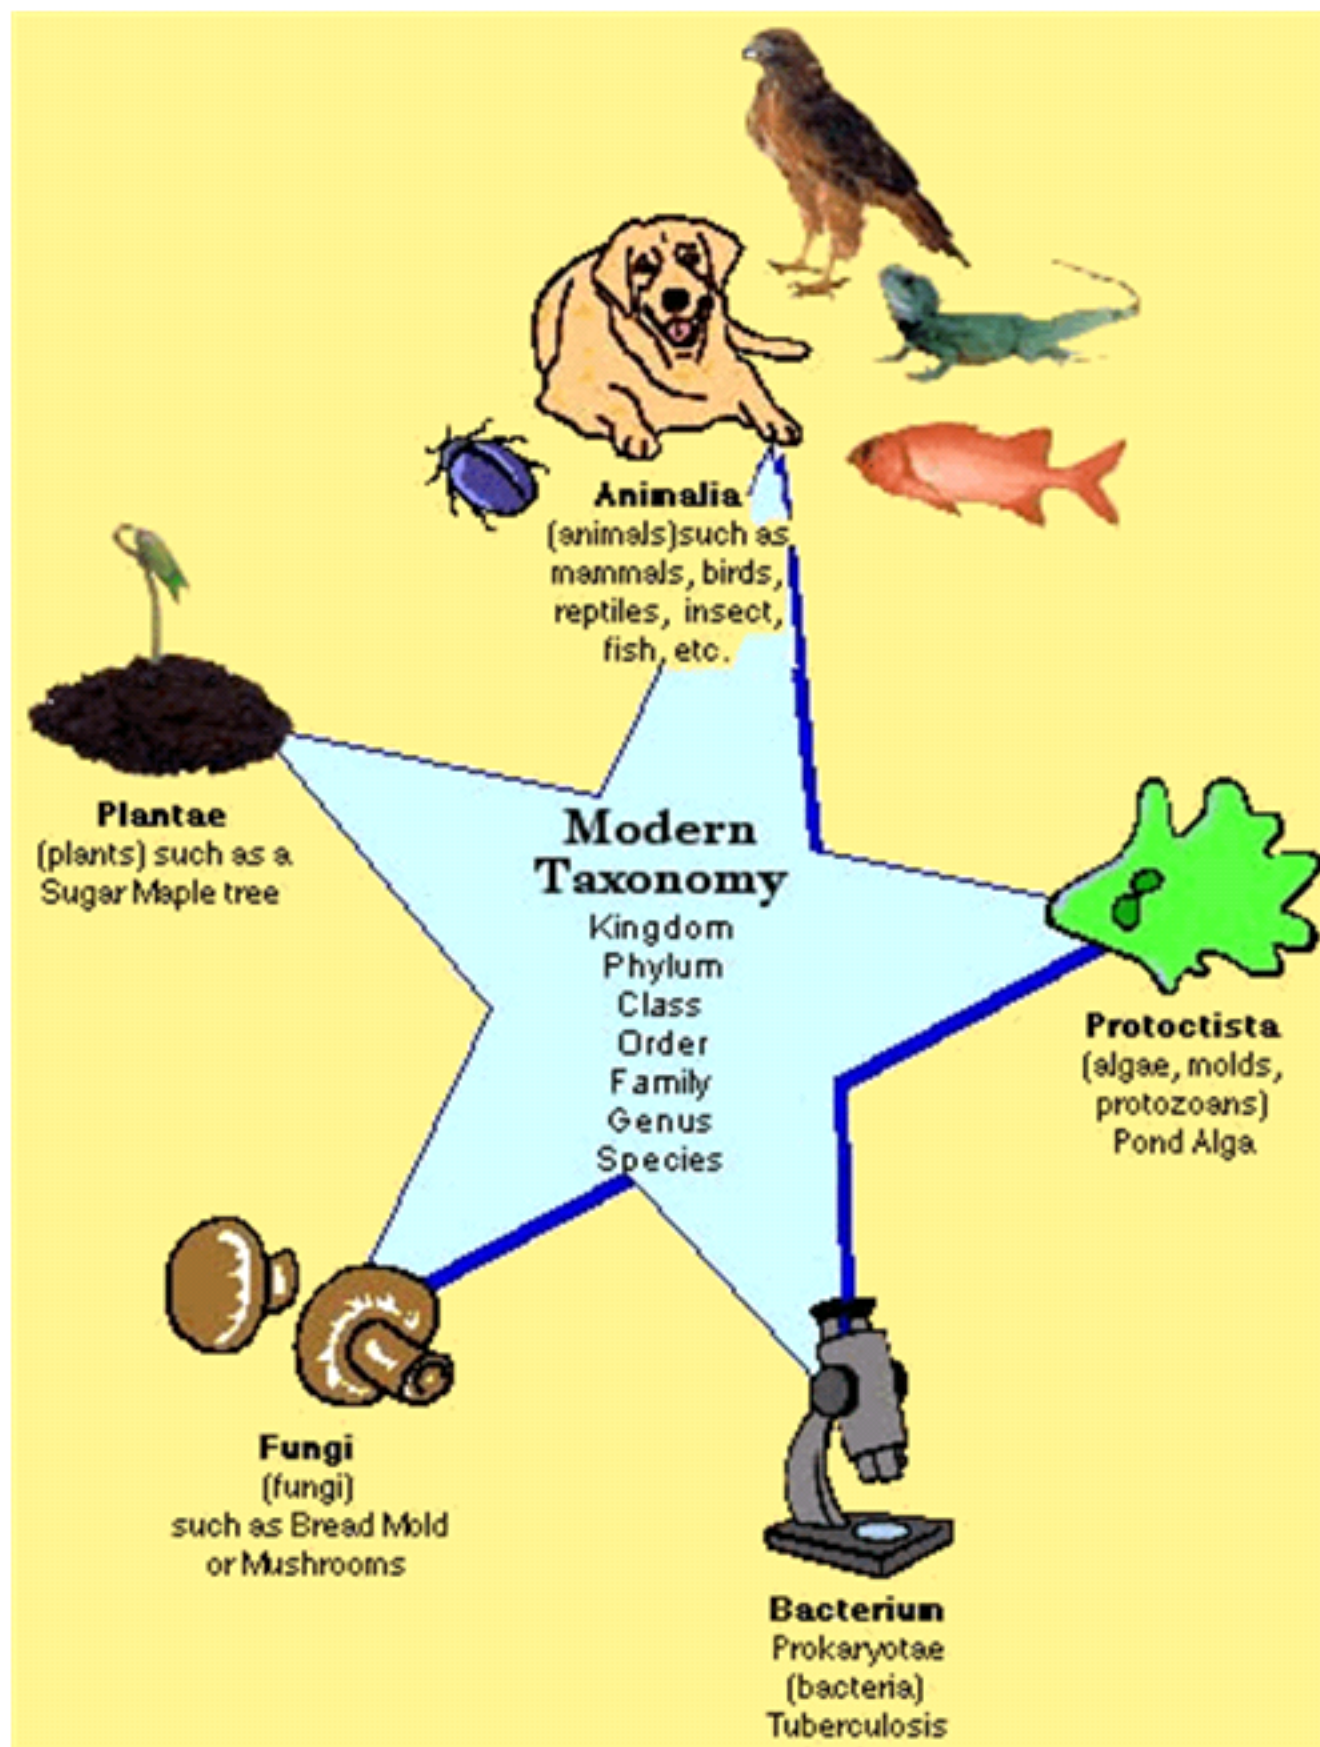 Animalia
(animals)such as
mammals, birds,
reptiles, insect,
fish, etc.
Plantae
(plants) such as a
Sugar Maple tree
Modern
Taxonomy
Kingdom
Phylum
Class
Order
Family
Genus
Species
Protoctista
(algae, molds,
protozoans)
Pond Alga
Fungi
(fungi)
such as Bread Mold
or Mushrooms
Bacterium
Prokaryotae
(bacteria)
Tuberculosis